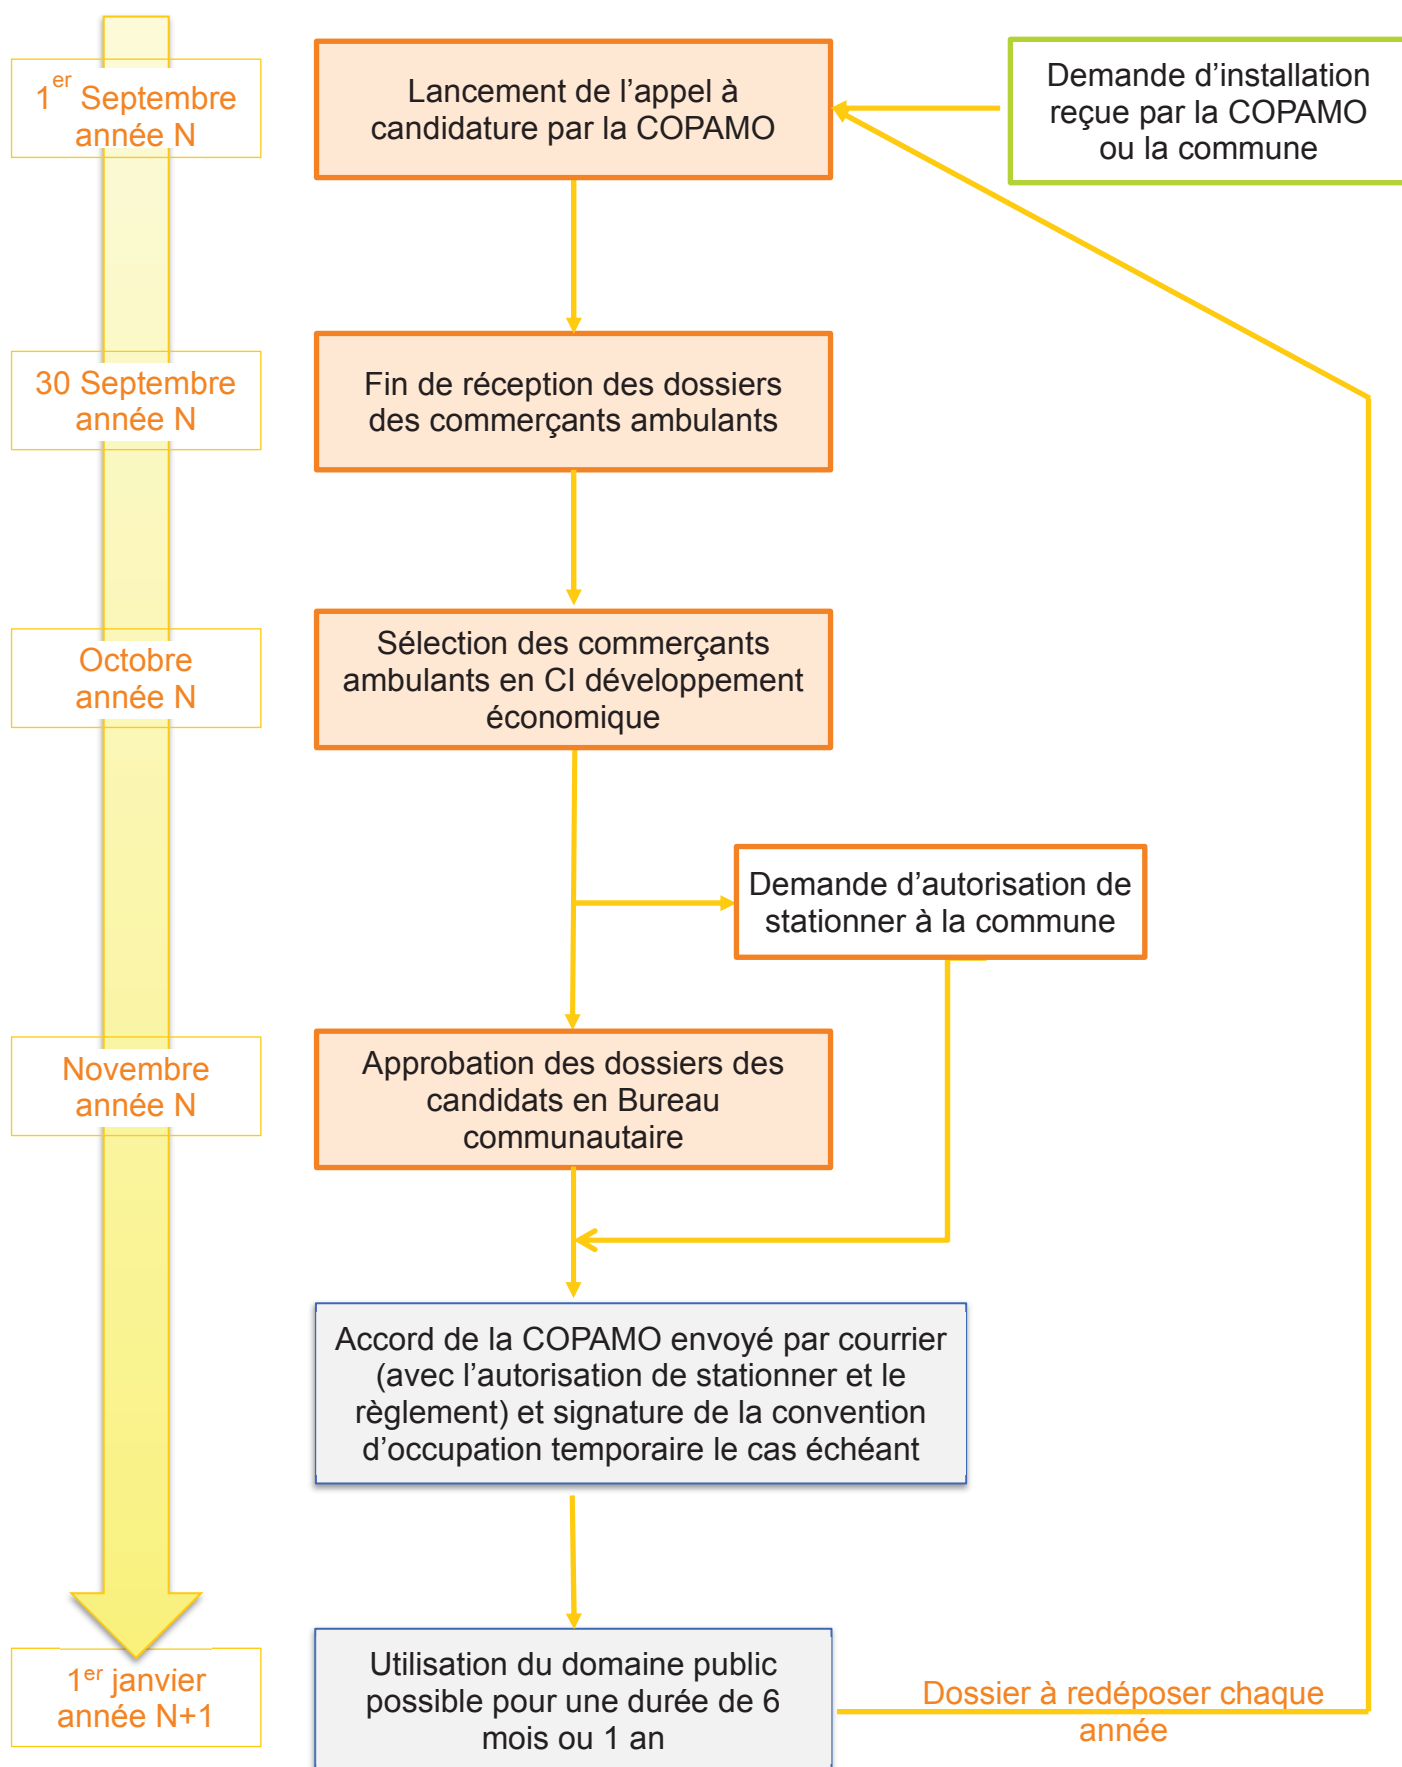 1er Septembre
année N
Lancement de l’appel à
candidature par la COPAMO
Demande d’installation
reçue par la COPAMO
ou la commune
30 Septembre
année N
Fin de réception des dossiers
des commerçants ambulants
Octobre
année N
Sélection des commerçants
ambulants en CI développement
économique
Demande d’autorisation de
stationner à la commune
Novembre
année N
Approbation des dossiers des
candidats en Bureau
communautaire
Accord de la COPAMO envoyé par courrier
(avec l’autorisation de stationner et le
règlement) et signature de la convention
d’occupation temporaire le cas échéant
1er janvier
année N+1
Utilisation du domaine public
possible pour une durée de 6
mois ou 1 an
Dossier à redéposer chaque
année